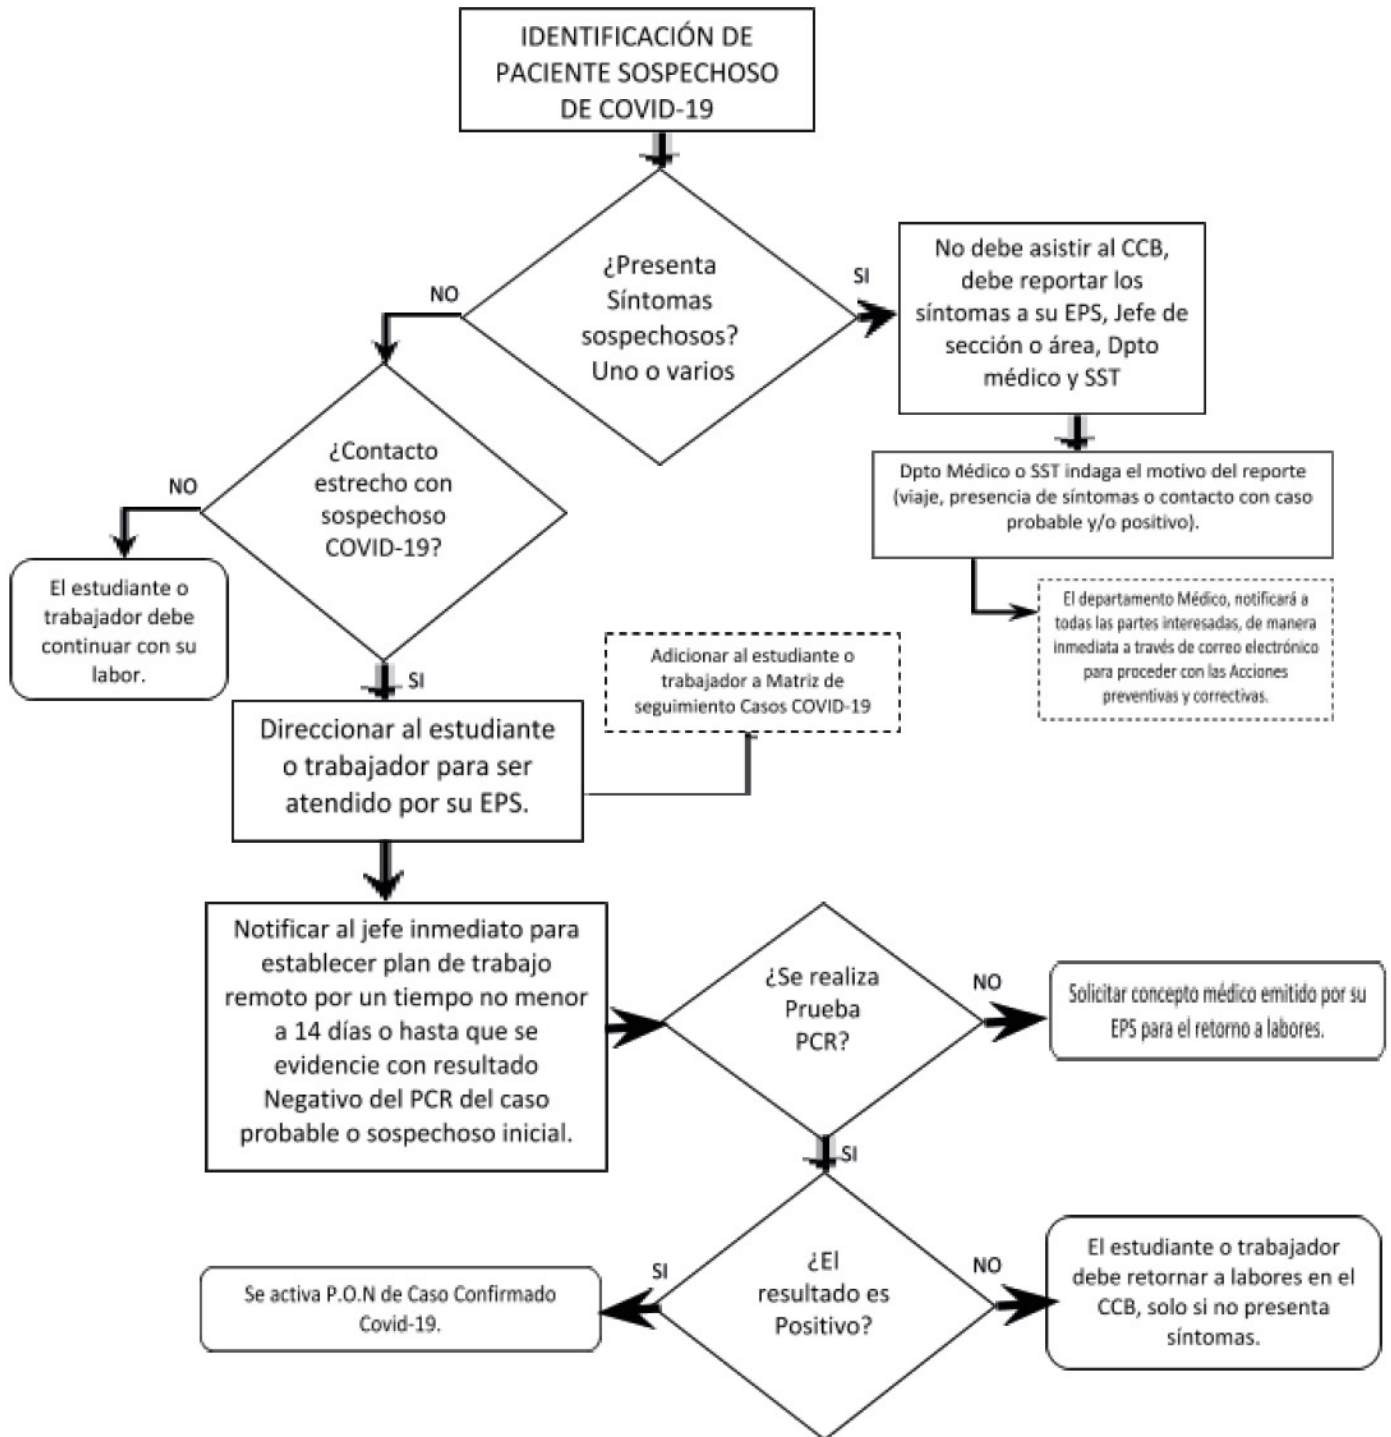 IDENTIFICACIÓN DE
PACIENTE SOSPECHOSO
DE COVID-19
¿Presenta
Síntomas
sospechosos?
Uno o varios
SI
No debe asistir al CCB,
debe reportar los
síntomas a su EPS, Jefe de
sección o área, Dpto
médico y SST
NO
¿Contacto
estrecho con
sospechoso
COVID-19?
Dpto Médico o SST indaga el motivo del reporte
(viaje, presencia de síntomas o contacto con caso
probable y/o positivo).
NO
El estudiante o
trabajador debe
continuar con su
labor.
El departamento Médico, notificará a
todas las partes interesadas, de manera
inmediata a través de correo electrónico
para proceder con las Acciones
preventivas y correctivas.
SI
Adicionar al estudiante o
trabajador a Matriz de
seguimiento Casos COVID-19
Direccionar al estudiante
o trabajador para ser
atendido por su EPS.
Notificar al jefe inmediato para
establecer plan de trabajo
remoto por un tiempo no menor
a 14 días o hasta que se
evidencie con resultado
Negativo del PCR del caso
probable o sospechoso inicial.
¿Se realiza
Prueba
PCR?
NO
Solicitar concepto médico emitido por su
EPS para el retorno a labores.
SI
¿El
resultado es
Positivo?
SI
Se activa P.O.N de Caso Confirmado
Covid-19.
NO
El estudiante o trabajador
debe retornar a labores en el
CCB, solo si no presenta
síntomas.